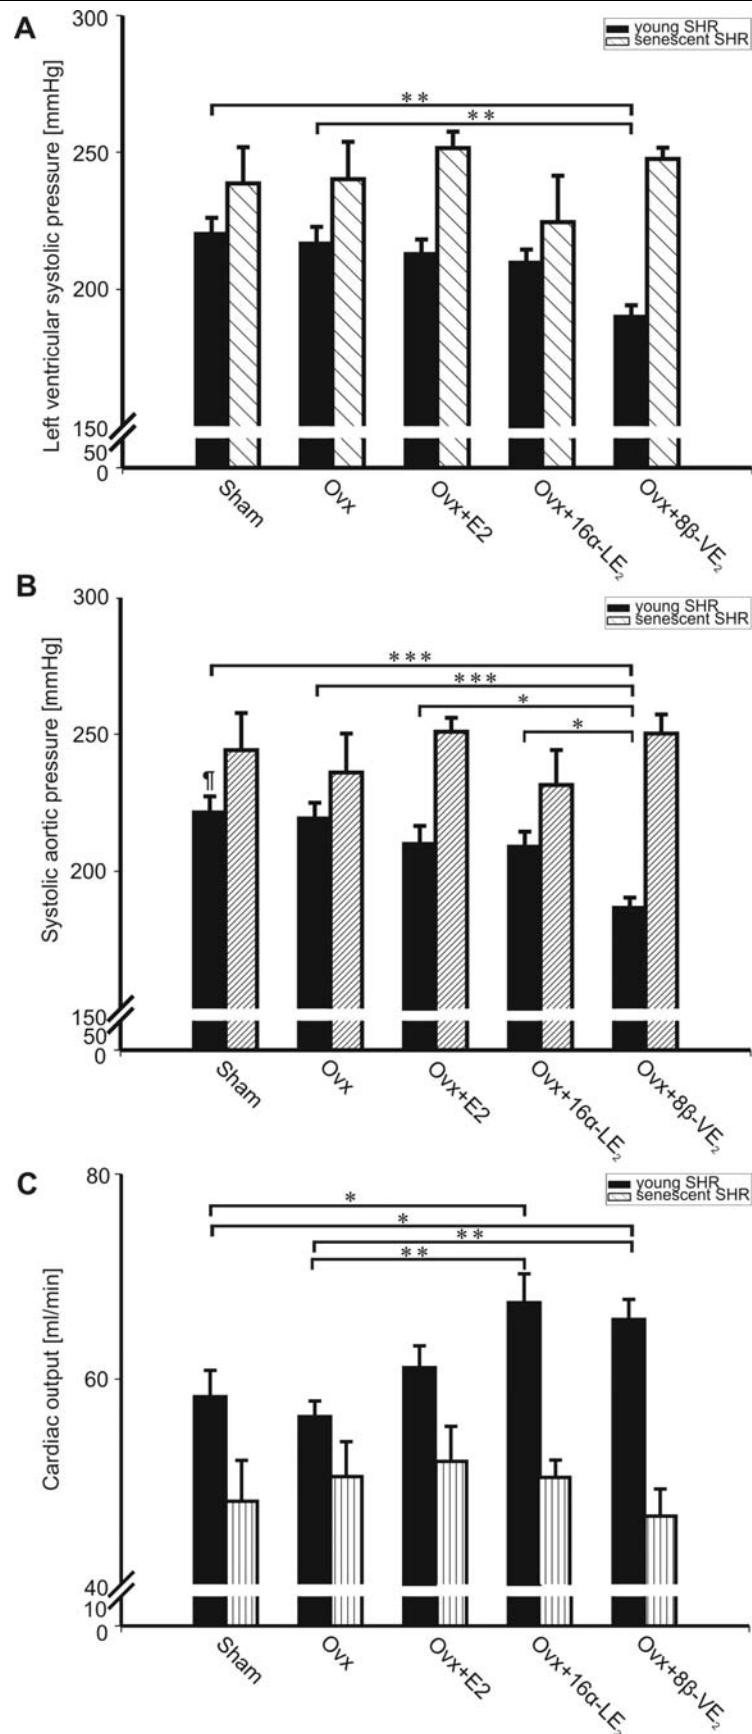 A
300
young SHR
senescent SHR
**
**
250
200
150
50
0
Left ventricular systolic pressure [mmHg]
Sham
Ovx
Ovx+E2
Ovx+16α-LE₂
Ovx+8β-VE₂
B
300
young SHR
senescent SHR
***
***
*
*
250
¶
200
150
50
0
Systolic aortic pressure [mmHg]
Sham
Ovx
Ovx+E2
Ovx+16α-LE₂
Ovx+8β-VE₂
C
80
young SHR
senescent SHR
*
*
**
**
60
40
10
0
Cardiac output [ml/min]
Sham
Ovx
Ovx+E2
Ovx+16α-LE₂
Ovx+8β-VE₂